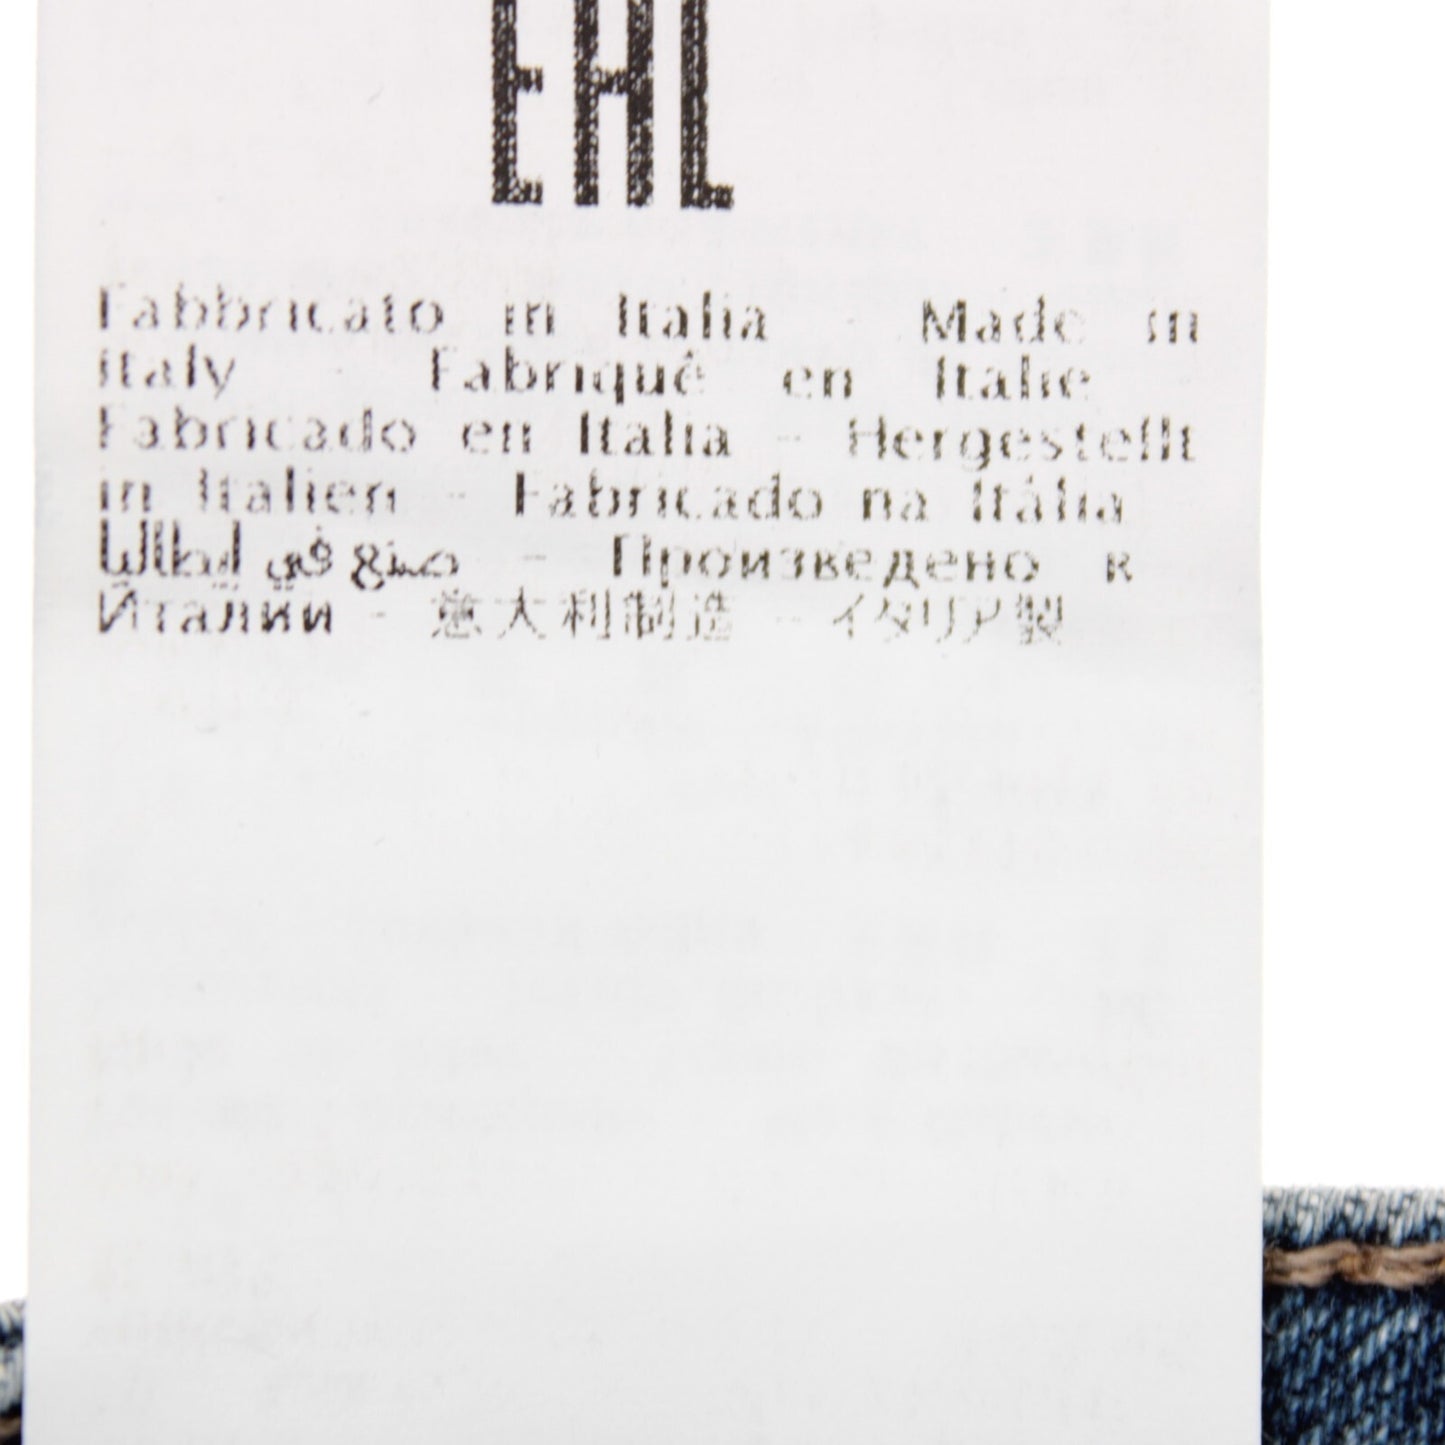 EAC
Fabbricato in Italia - Made in
Italy - Fabriqué en Italie -
Fabricado en Italia - Hergestellt
in Italien - Fabricado na Itália
صنع في إيطاليا - Произведено в
Италии - 意大利制造 - イタリア製